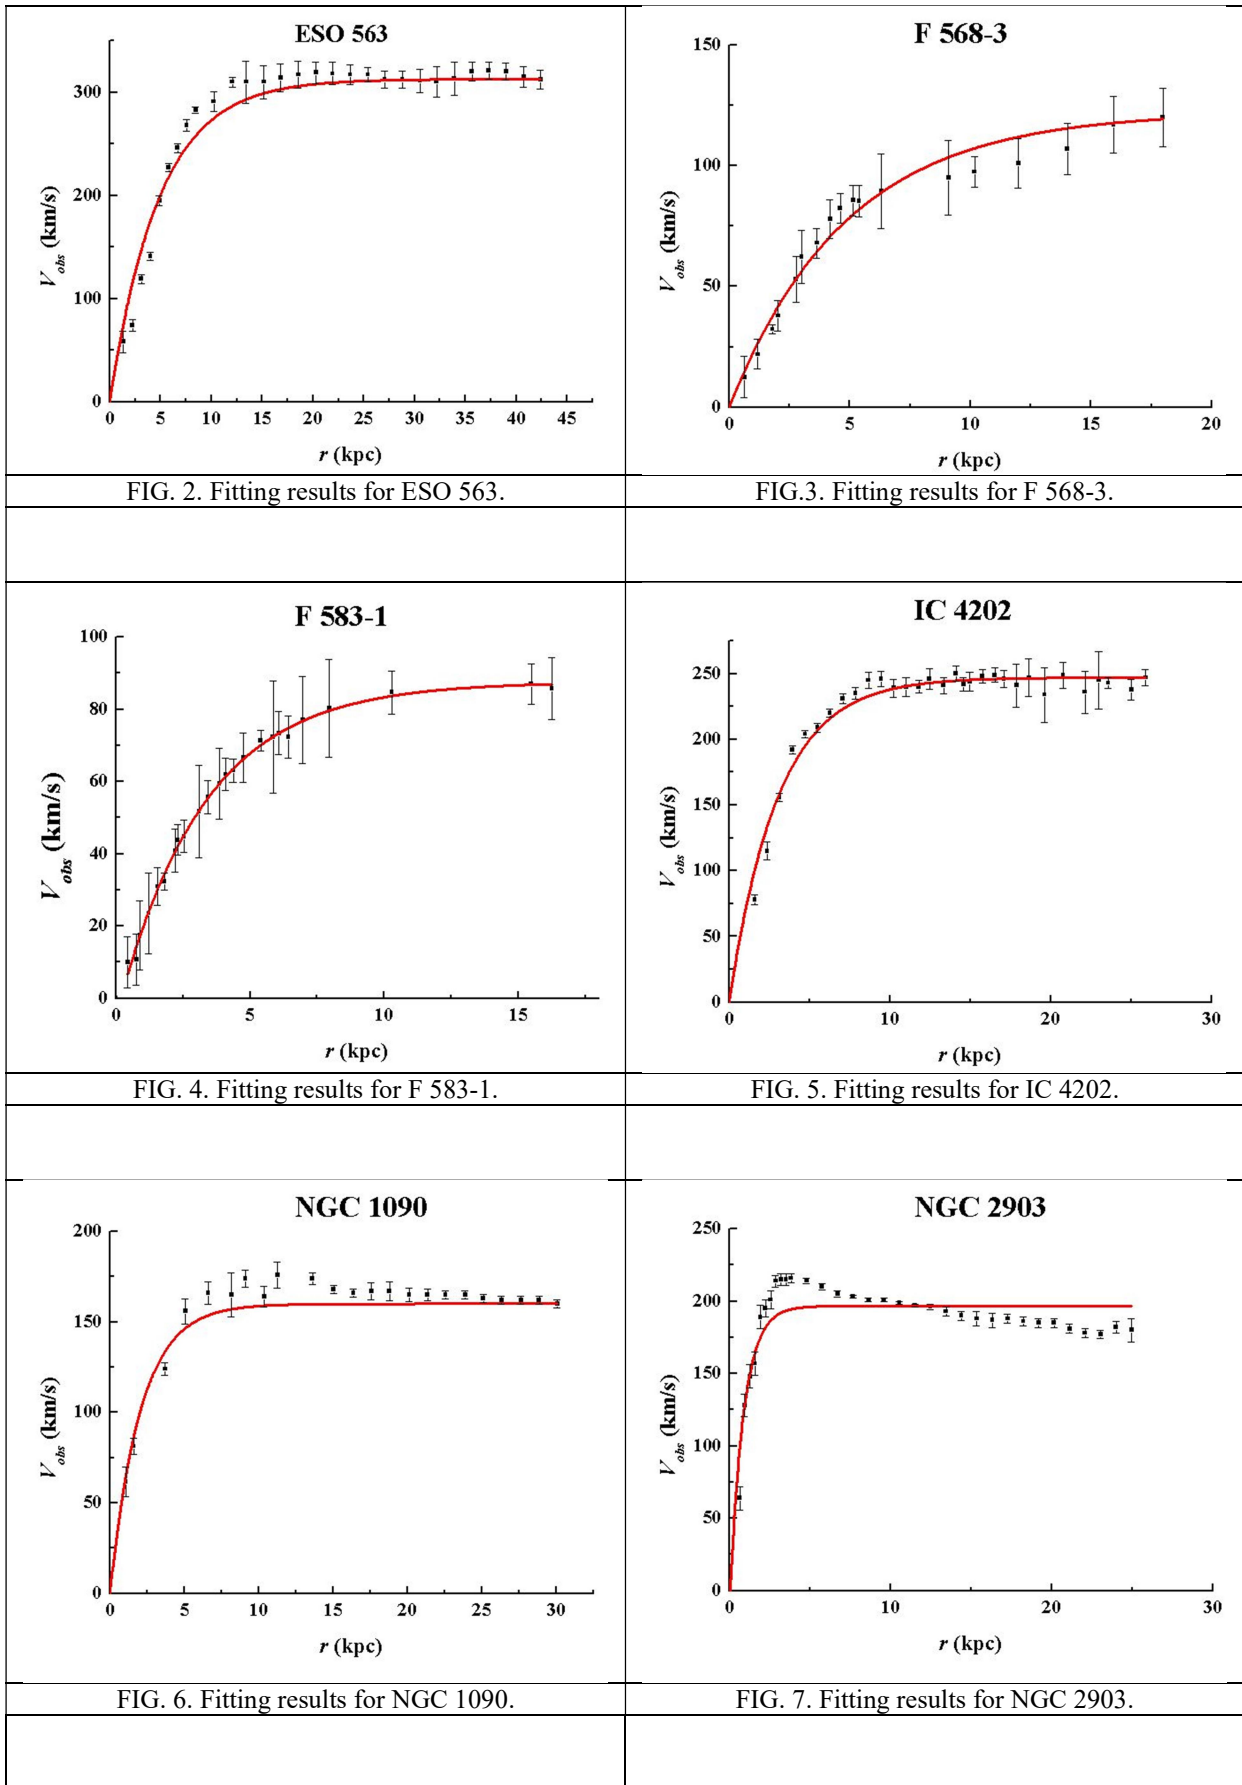 ESO 563
300
200
100
0
V_obs (km/s)
0 5 10 15 20 25 30 35 40 45
r (kpc)
F 568-3
150
100
50
0
V_obs (km/s)
0 5 10 15 20
r (kpc)
FIG. 2. Fitting results for ESO 563.
FIG.3. Fitting results for F 568-3.
F 583-1
100
80
60
40
20
0
V_obs (km/s)
0 5 10 15
r (kpc)
IC 4202
250
200
150
100
50
0
V_obs (km/s)
0 10 20 30
r (kpc)
FIG. 4. Fitting results for F 583-1.
FIG. 5. Fitting results for IC 4202.
NGC 1090
200
150
100
50
0
V_obs (km/s)
0 5 10 15 20 25 30
r (kpc)
NGC 2903
250
200
150
100
50
0
V_obs (km/s)
0 10 20 30
r (kpc)
FIG. 6. Fitting results for NGC 1090.
FIG. 7. Fitting results for NGC 2903.